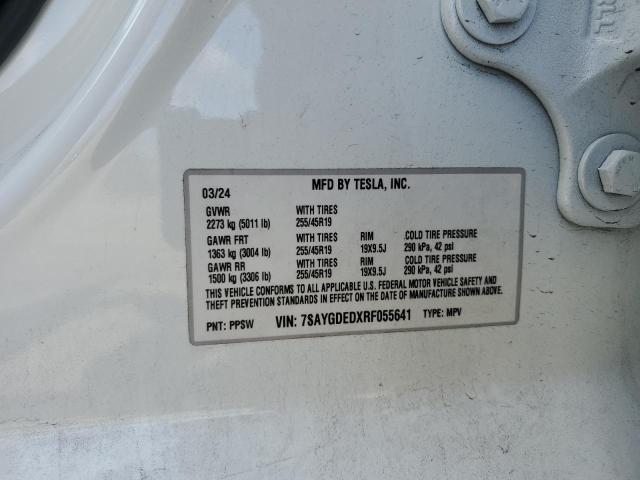 MFD BY TESLA, INC.
03/24
GVWR WITH TIRES
2273 kg (5011 lb) 255/45R19
GAWR FRT WITH TIRES RIM COLD TIRE PRESSURE
1363 kg (3004 lb) 255/45R19 19X9.5J 290 kPa, 42 psi
GAWR RR WITH TIRES RIM COLD TIRE PRESSURE
1500 kg (3306 lb) 255/45R19 19X9.5J 290 kPa, 42 psi
THIS VEHICLE CONFORMS TO ALL APPLICABLE U.S. FEDERAL MOTOR VEHICLE SAFETY AND
THEFT PREVENTION STANDARDS IN EFFECT ON THE DATE OF MANUFACTURE SHOWN ABOVE.
PNT: PPSW VIN: 7SAYGDEDXRF055641 TYPE: MPV